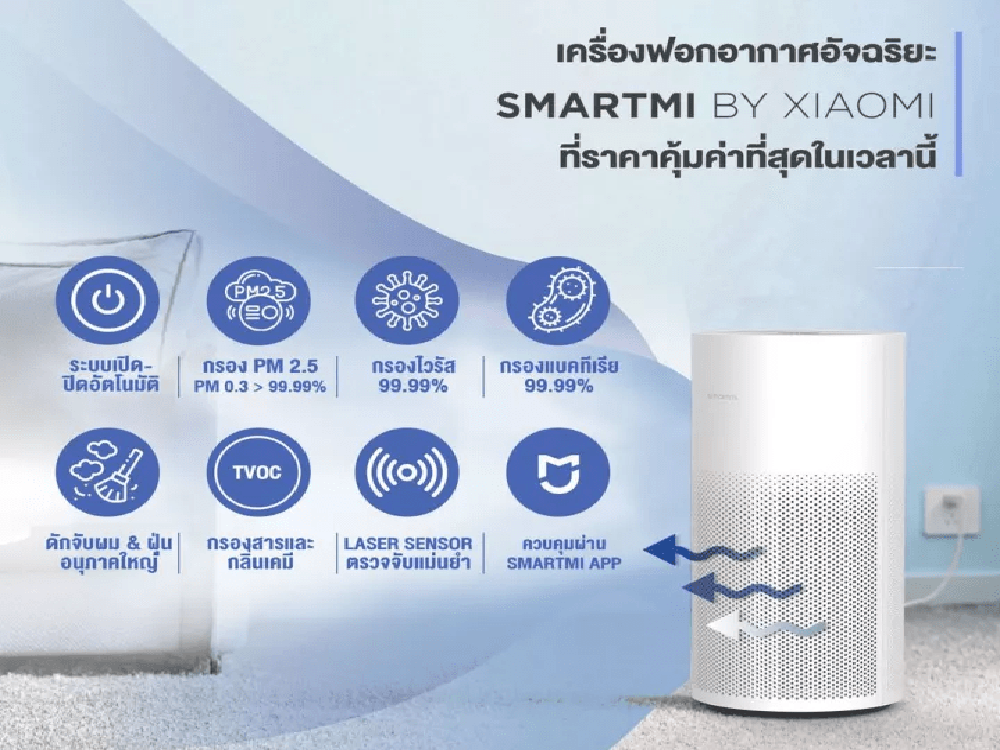 เครื่องฟอกอากาศอัจฉริยะ
SMARTMI BY XIAOMI
ที่ราคาคุ้มค่าที่สุดในเวลานี้
PM2.5
ระบบเปิด-
ปิดอัตโนมัติ
กรอง PM 2.5
PM 0.3 > 99.99%
กรองไวรัส
99.99%
กรองแบคทีเรีย
99.99%
TVOC
ดักจับผม & ฝุ่น
อนุภาคใหญ่
กรองสารและ
กลิ่นเคมี
LASER SENSOR
ตรวจจับแม่นยำ
ควบคุมผ่าน
SMARTMI APP